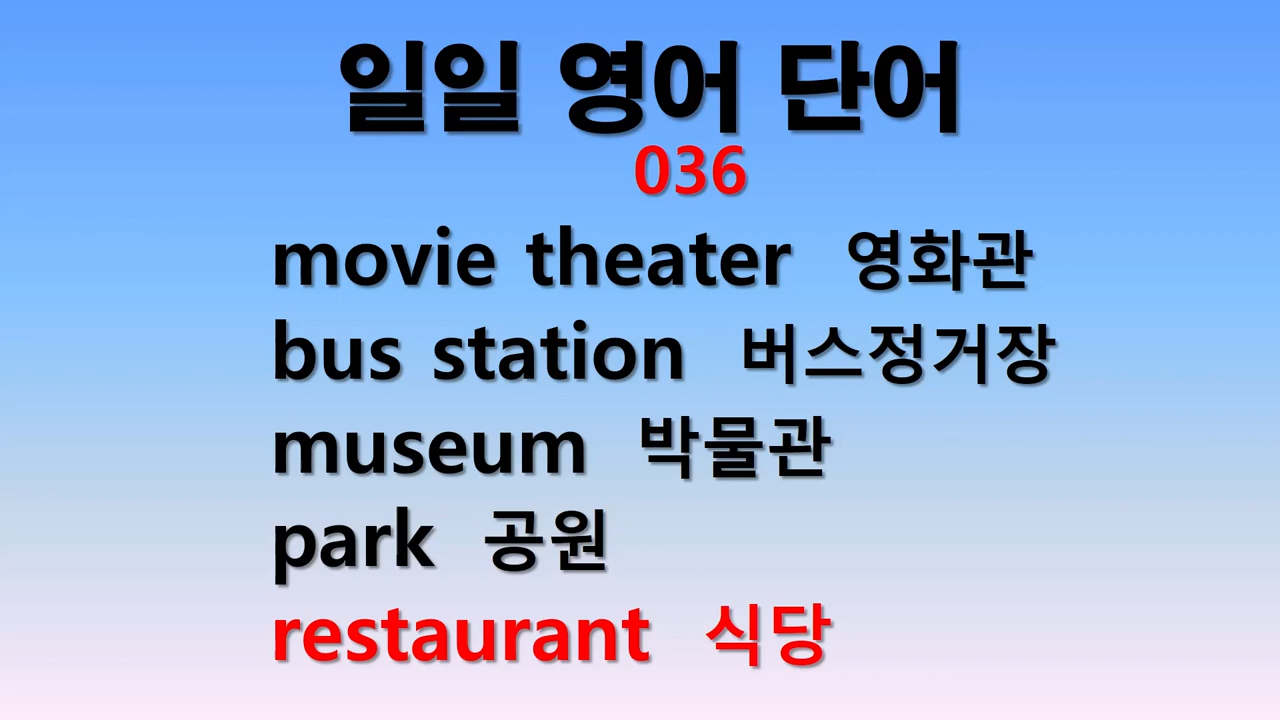 일일 영어 단어
036
movie theater 영화관
bus station 버스정거장
museum 박물관
park 공원
restaurant 식당